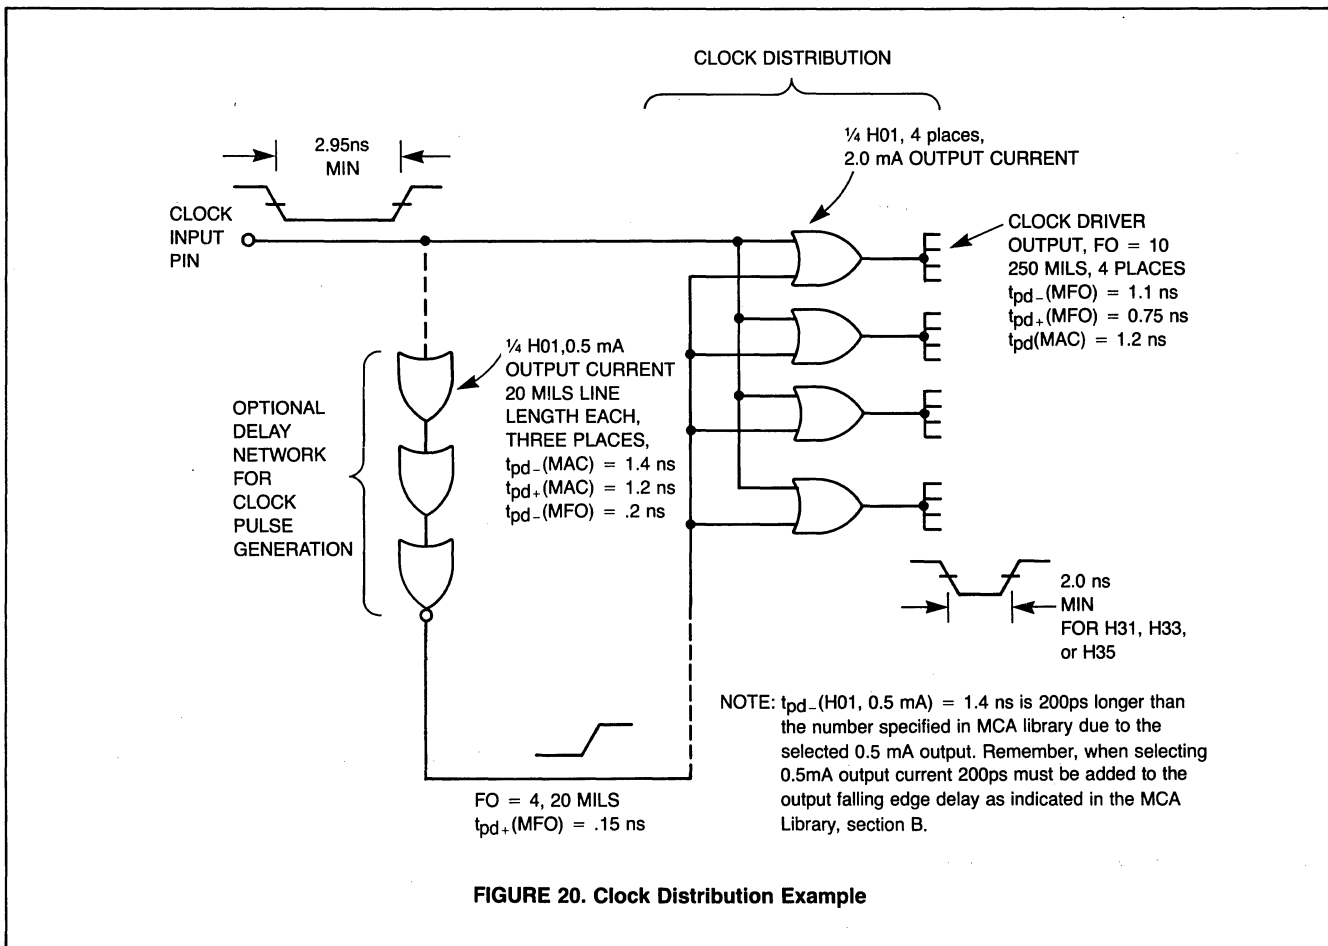 CLOCK DISTRIBUTION
¼ H01, 4 places,
2.0 mA OUTPUT CURRENT
2.95ns
MIN
CLOCK
INPUT
PIN
CLOCK DRIVER
OUTPUT, FO = 10
250 MILS, 4 PLACES
tpd-(MFO) = 1.1 ns
tpd+(MFO) = 0.75 ns
tpd(MAC) = 1.2 ns
¼ H01,0.5 mA
OUTPUT CURRENT
20 MILS LINE
LENGTH EACH,
THREE PLACES,
tpd-(MAC) = 1.4 ns
tpd+(MAC) = 1.2 ns
tpd-(MFO) = .2 ns
OPTIONAL
DELAY
NETWORK
FOR
CLOCK
PULSE
GENERATION
2.0 ns
MIN
FOR H31, H33,
or H35
NOTE: tpd-(H01, 0.5 mA) = 1.4 ns is 200ps longer than
the number specified in MCA library due to the
selected 0.5 mA output. Remember, when selecting
0.5mA output current 200ps must be added to the
output falling edge delay as indicated in the MCA
Library, section B.
FO = 4, 20 MILS
tpd+(MFO) = .15 ns
FIGURE 20. Clock Distribution Example